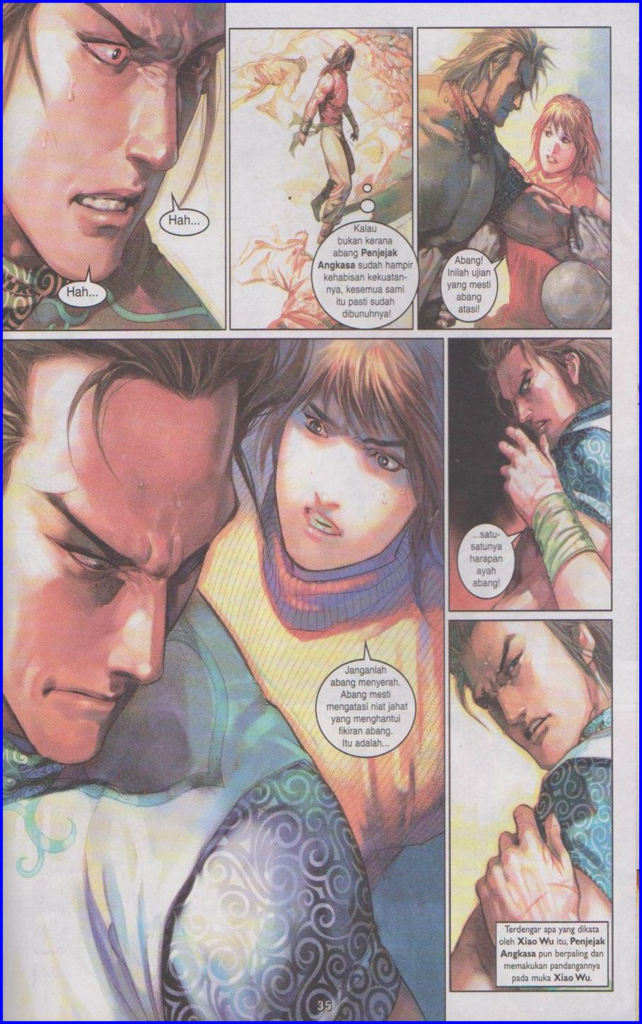 Hah...
Hah...
Kalau
bukan kerana
abang Penjejak
Angkasa sudah hampir
kehabisan kekuatan-
nya, kesemua sami
itu pasti sudah
dibunuhnya!
Abang!
Inilah ujian
yang mesti
abang
atasi!
Janganlah
abang menyerah.
Abang mesti
mengatasi niat jahat
yang menghantui
fikiran abang.
Itu adalah...
...satu-
satunya
harapan
ayah
abang!
Terdengar apa yang dikata
oleh Xiao Wu itu, Penjejak
Angkasa pun berpaling dan
memakukan pandangannya
pada muka Xiao Wu.
35